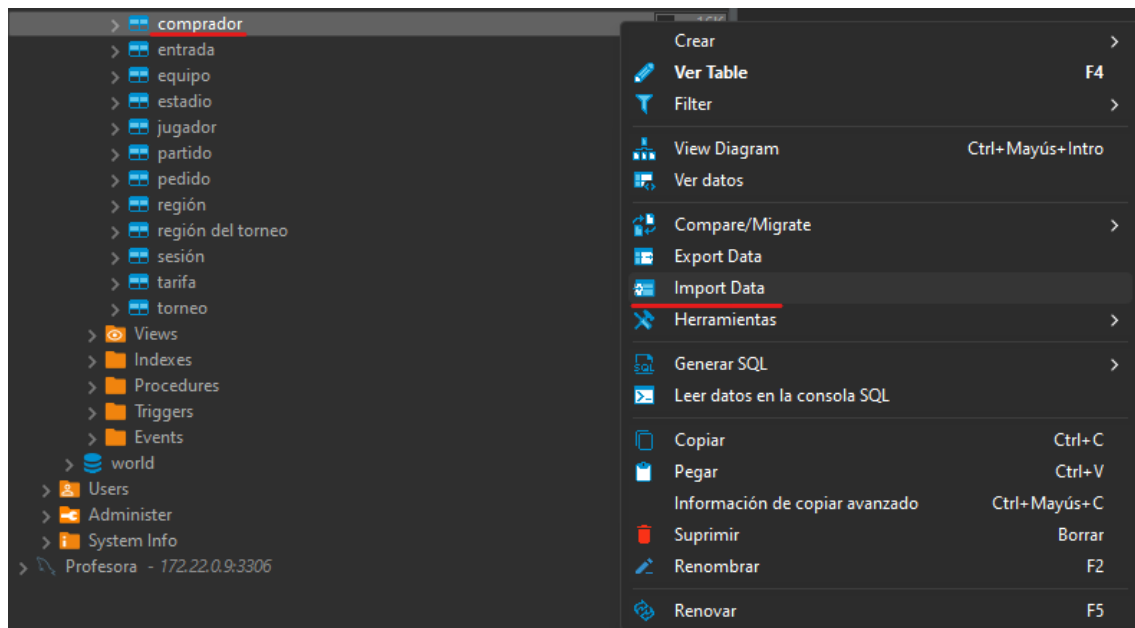 comprador
16K
entrada
equipo
estadio
jugador
partido
pedido
región
región del torneo
sesión
tarifa
torneo
Views
Indexes
Procedures
Triggers
Events
world
Users
Administer
System Info
Profesora - 172.22.0.9:3306
Crear
Ver Table F4
Filter
View Diagram Ctrl+Mayús+Intro
Ver datos
Compare/Migrate
Export Data
Import Data
Herramientas
Generar SQL
Leer datos en la consola SQL
Copiar Ctrl+C
Pegar Ctrl+V
Información de copiar avanzado Ctrl+Mayús+C
Suprimir Borrar
Renombrar F2
Renovar F5